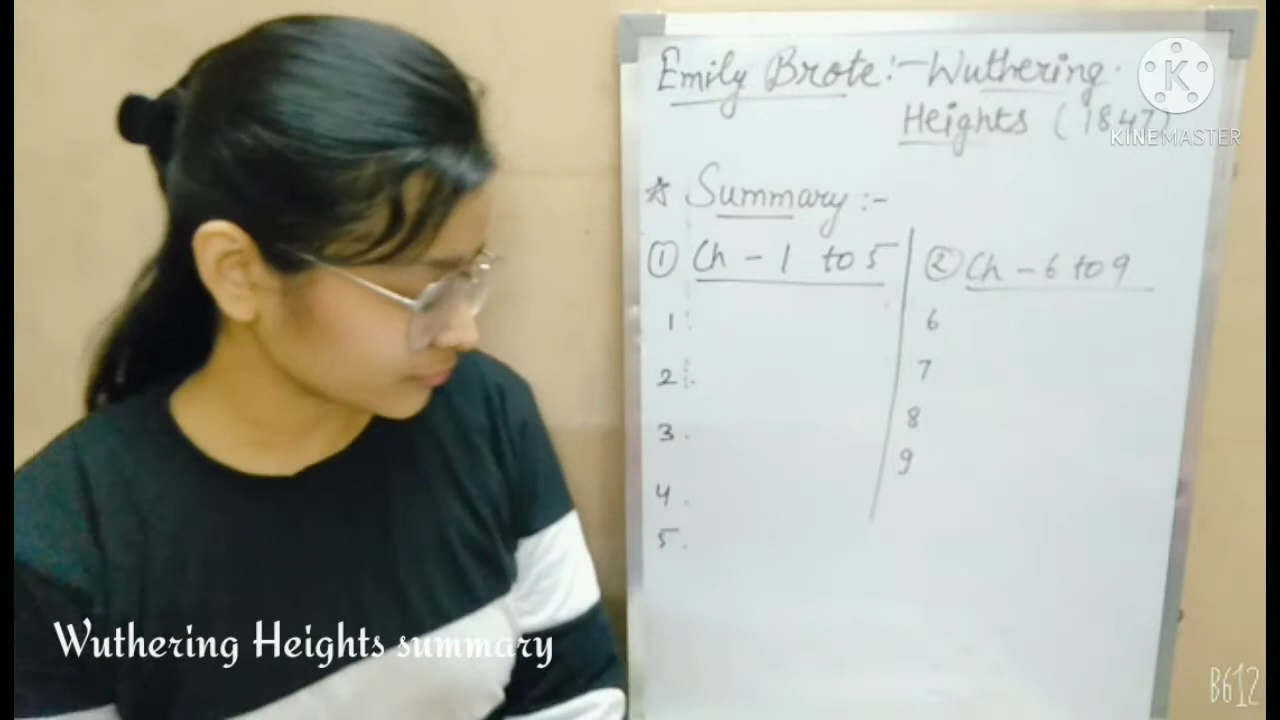 Emily Brote:- Wuthering
Heights (1847)
K
KINEMASTER
☆ Summary :-
① Ch - 1 to 5
② Ch - 6 to 9
1.
2.
3.
4.
5.
6
7
8
9
Wuthering Heights summary
B612